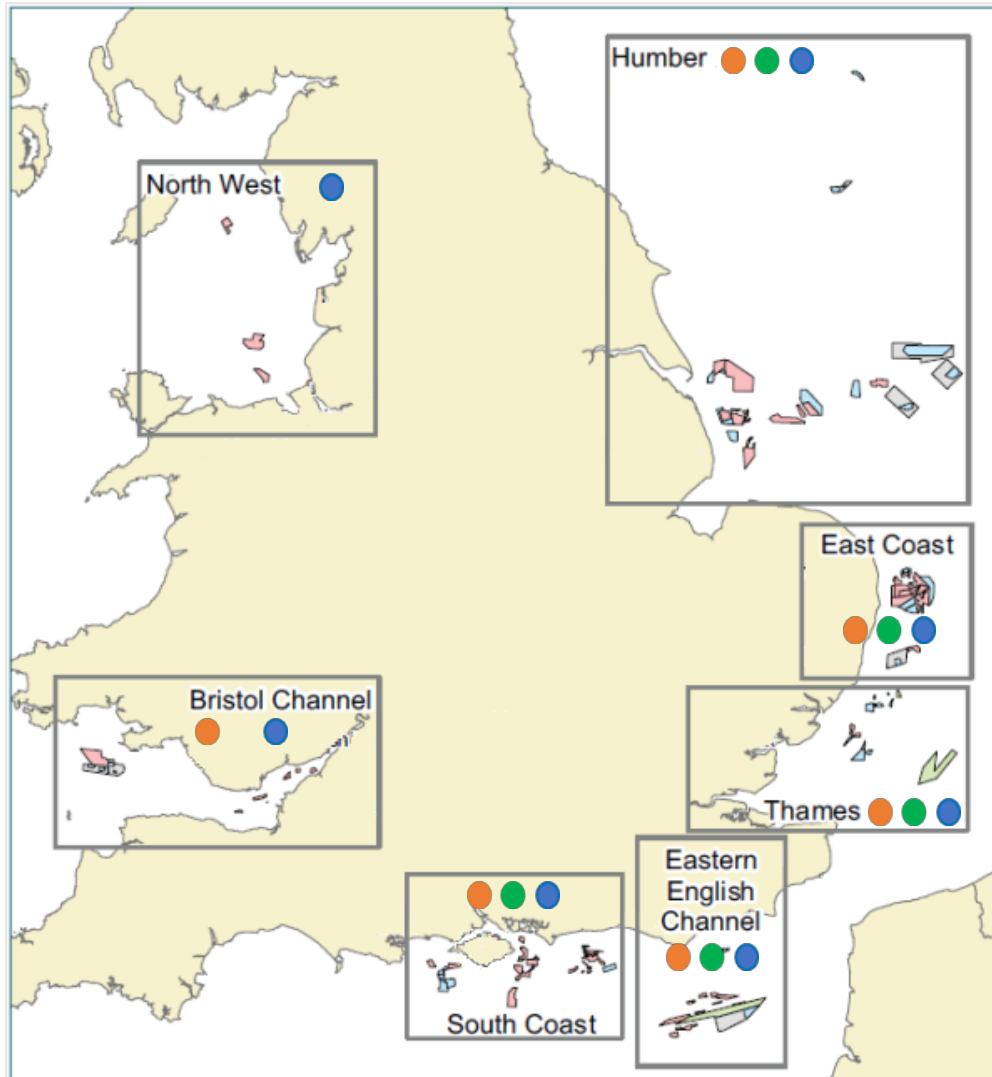 Humber
North West
East Coast
Bristol Channel
Thames
Eastern
English
Channel
South Coast